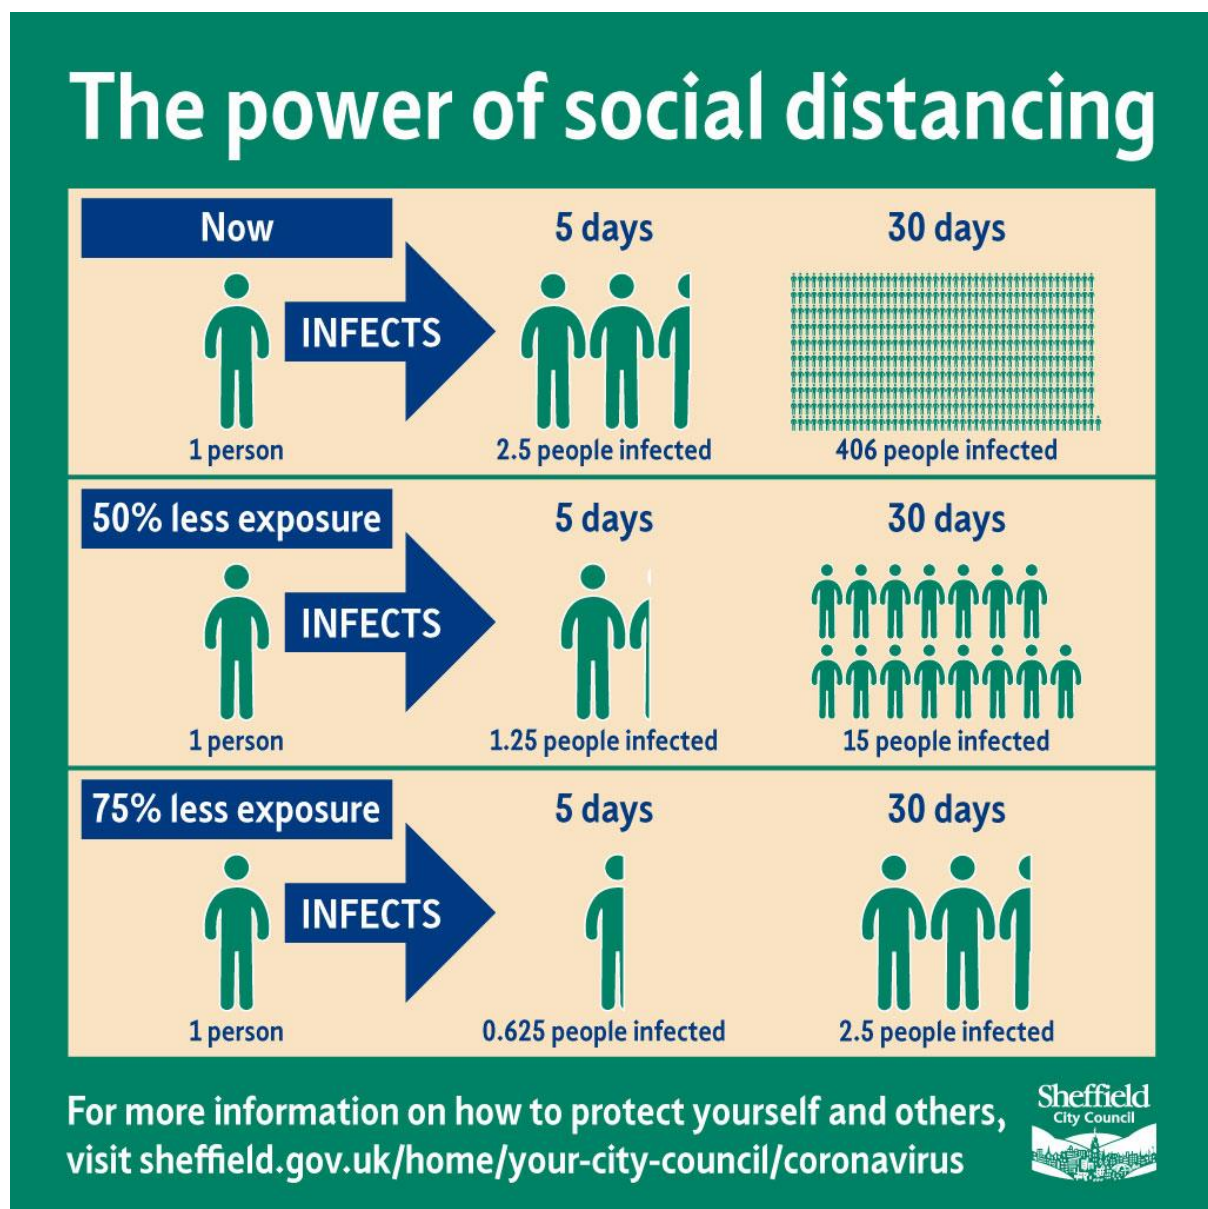 The power of social distancing
Now
5 days
30 days
INFECTS
1 person
2.5 people infected
406 people infected
50% less exposure
5 days
30 days
INFECTS
1 person
1.25 people infected
15 people infected
75% less exposure
5 days
30 days
INFECTS
1 person
0.625 people infected
2.5 people infected
For more information on how to protect yourself and others,
visit sheffield.gov.uk/home/your-city-council/coronavirus
Sheffield
City Council